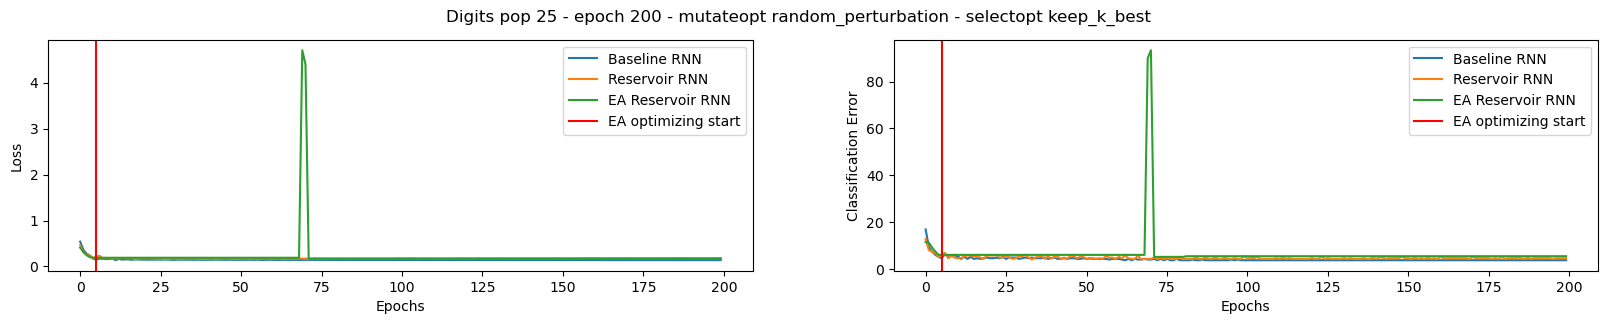 Digits pop 25 - epoch 200 - mutateopt random_perturbation - selectopt keep_k_best
Loss
4
3
2
1
0
0 25 50 75 100 125 150 175 200
Epochs
Baseline RNN
Reservoir RNN
EA Reservoir RNN
EA optimizing start
Classification Error
80
60
40
20
0
0 25 50 75 100 125 150 175 200
Epochs
Baseline RNN
Reservoir RNN
EA Reservoir RNN
EA optimizing start